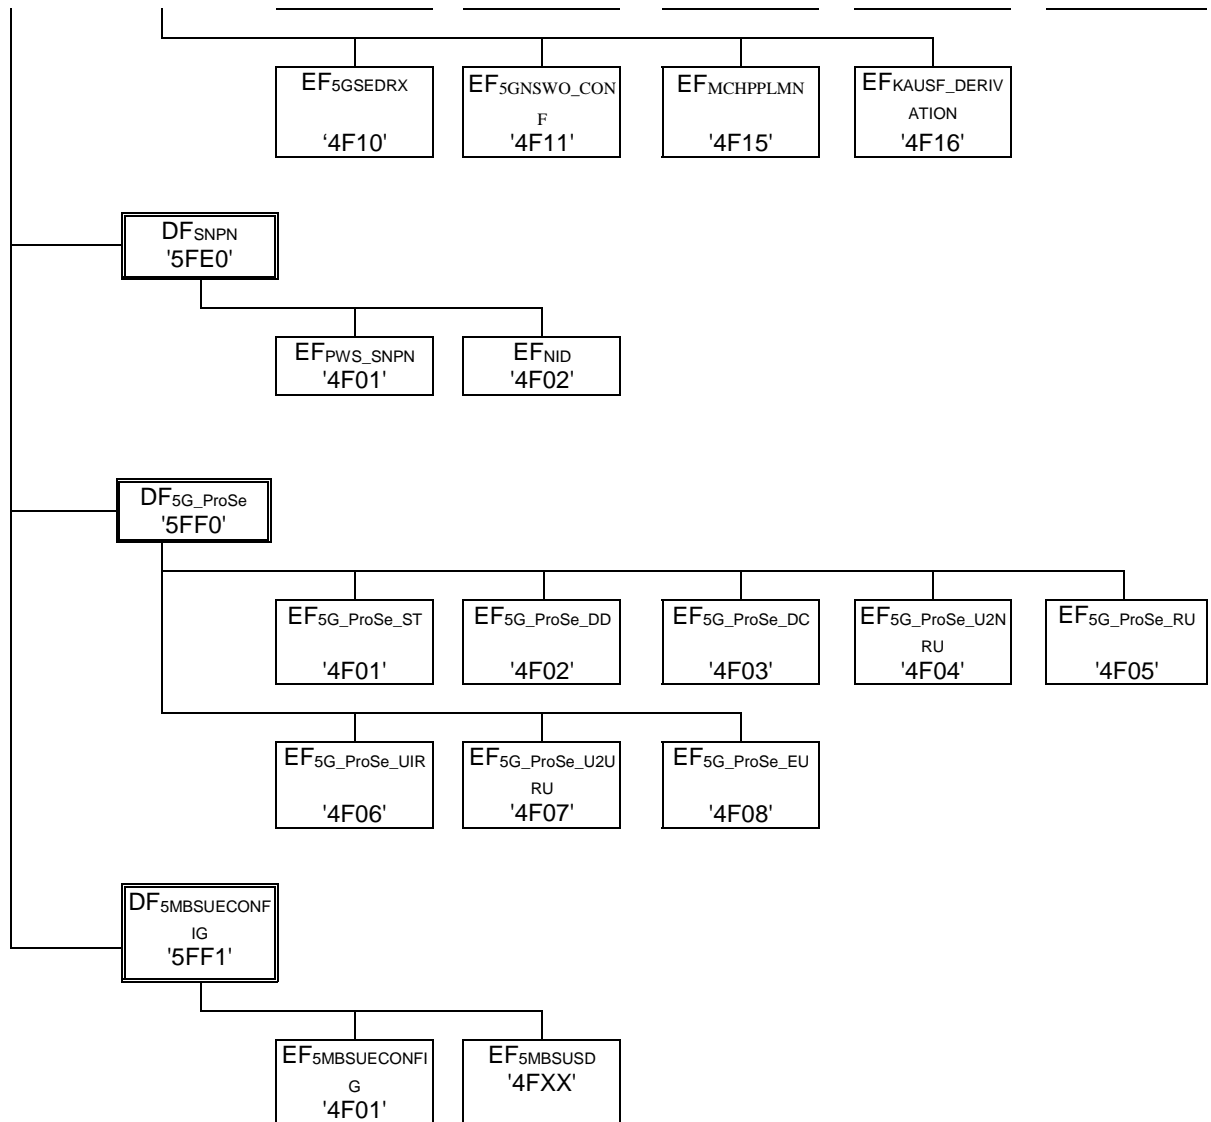 EF5GSEDRX
‘4F10'
EF5GNSWO_CON
F
'4F11'
EFMCHPPLMN
'4F15'
EFKAUSF_DERIV
ATION
'4F16'
DFSNPN
'5FE0'
EFPWS_SNPN
'4F01'
EFNID
'4F02'
DF5G_ProSe
'5FF0'
EF5G_ProSe_ST
'4F01'
EF5G_ProSe_DD
'4F02'
EF5G_ProSe_DC
'4F03'
EF5G_ProSe_U2N
RU
'4F04'
EF5G_ProSe_RU
'4F05'
EF5G_ProSe_UIR
'4F06'
EF5G_ProSe_U2U
RU
'4F07'
EF5G_ProSe_EU
'4F08'
DF5MBSUECONF
IG
'5FF1'
EF5MBSUECONFI
G
'4F01'
EF5MBSUSD
'4FXX'